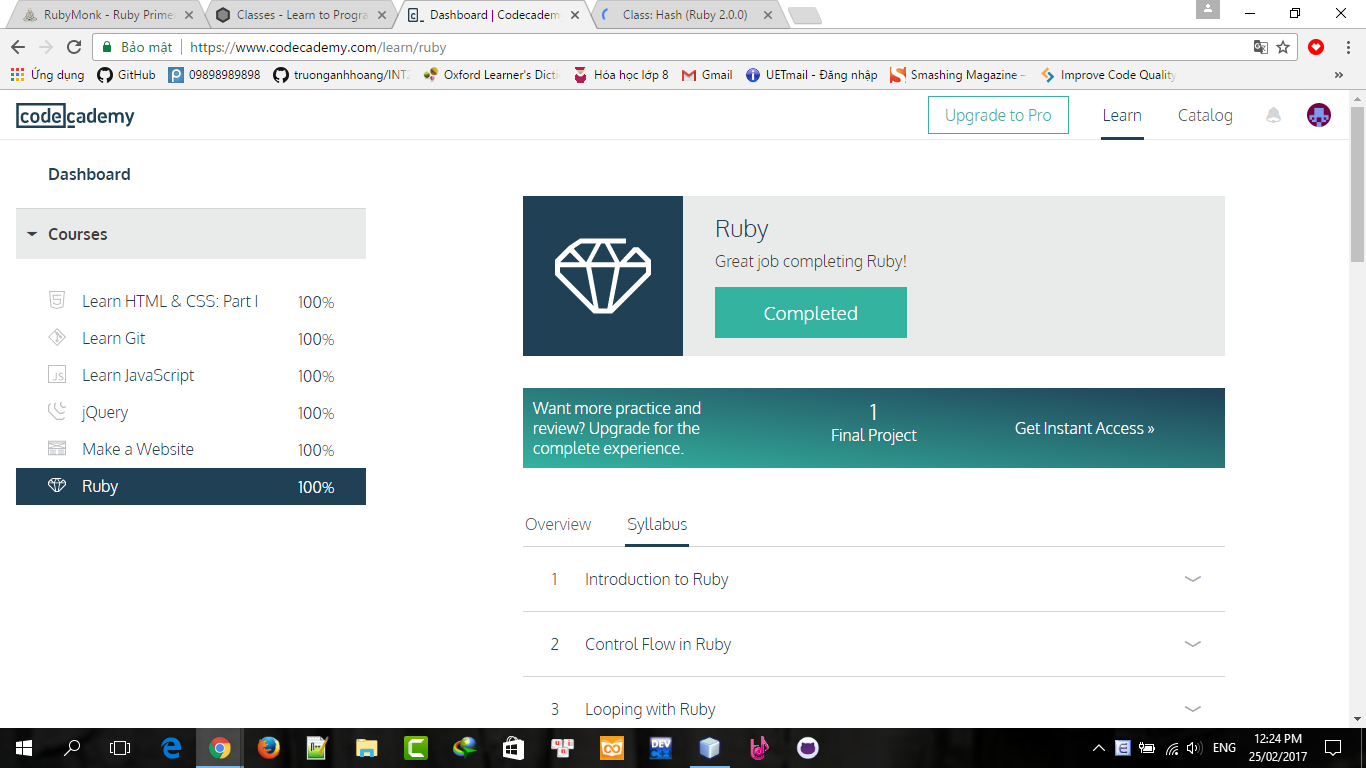 RubyMonk - Ruby Prime
Classes - Learn to Progra
Dashboard | Codecadem
Class: Hash (Ruby 2.0.0)
Bảo mật
https://www.codecademy.com/learn/ruby
Ứng dụng
GitHub
09898989898
truonganhhoang/INT2
Oxford Learner's Dicti
Hóa học lớp 8
Gmail
UETmail - Đăng nhập
Smashing Magazine –
Improve Code Quality
»
codecademy
Upgrade to Pro
Learn
Catalog
Dashboard
Courses
Learn HTML & CSS: Part I 100%
Learn Git 100%
JS Learn JavaScript 100%
jQuery 100%
Make a Website 100%
Ruby 100%
Ruby
Great job completing Ruby!
Completed
Want more practice and
review? Upgrade for the
complete experience.
1
Final Project
Get Instant Access »
Overview
Syllabus
1 Introduction to Ruby
2 Control Flow in Ruby
3 Looping with Ruby
DEV
ENG
12:24 PM
25/02/2017